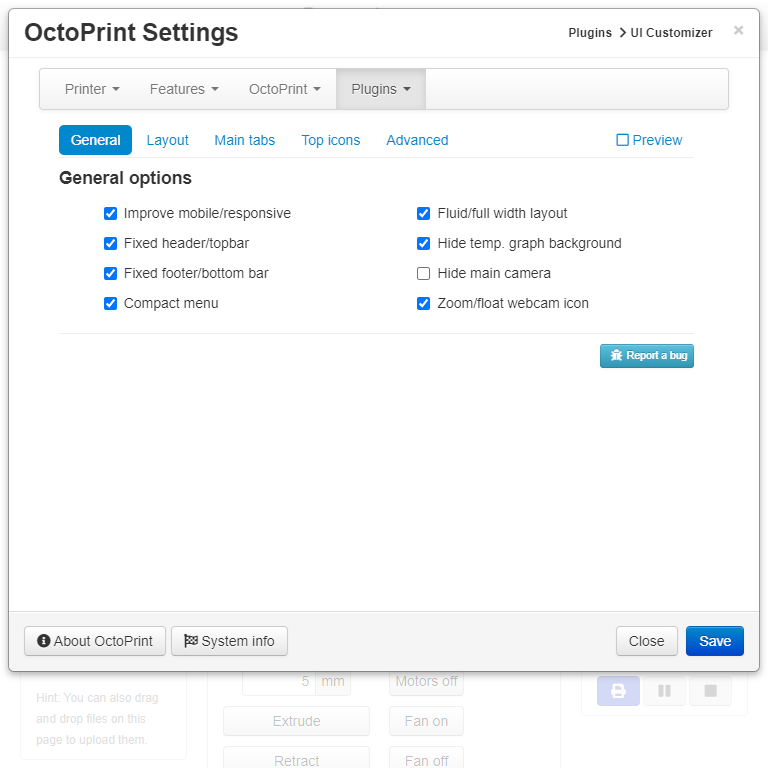 OctoPrint Settings
Plugins > UI Customizer ×
Printer Features OctoPrint Plugins
General Layout Main tabs Top icons Advanced Preview
General options
Improve mobile/responsive Fluid/full width layout
Fixed header/topbar Hide temp. graph background
Fixed footer/bottom bar Hide main camera
Compact menu Zoom/float webcam icon
Report a bug
About OctoPrint System info Close Save
5 mm Motors off
Hint: You can also drag
and drop files on this
page to upload them.
Extrude Fan on
Retract Fan off